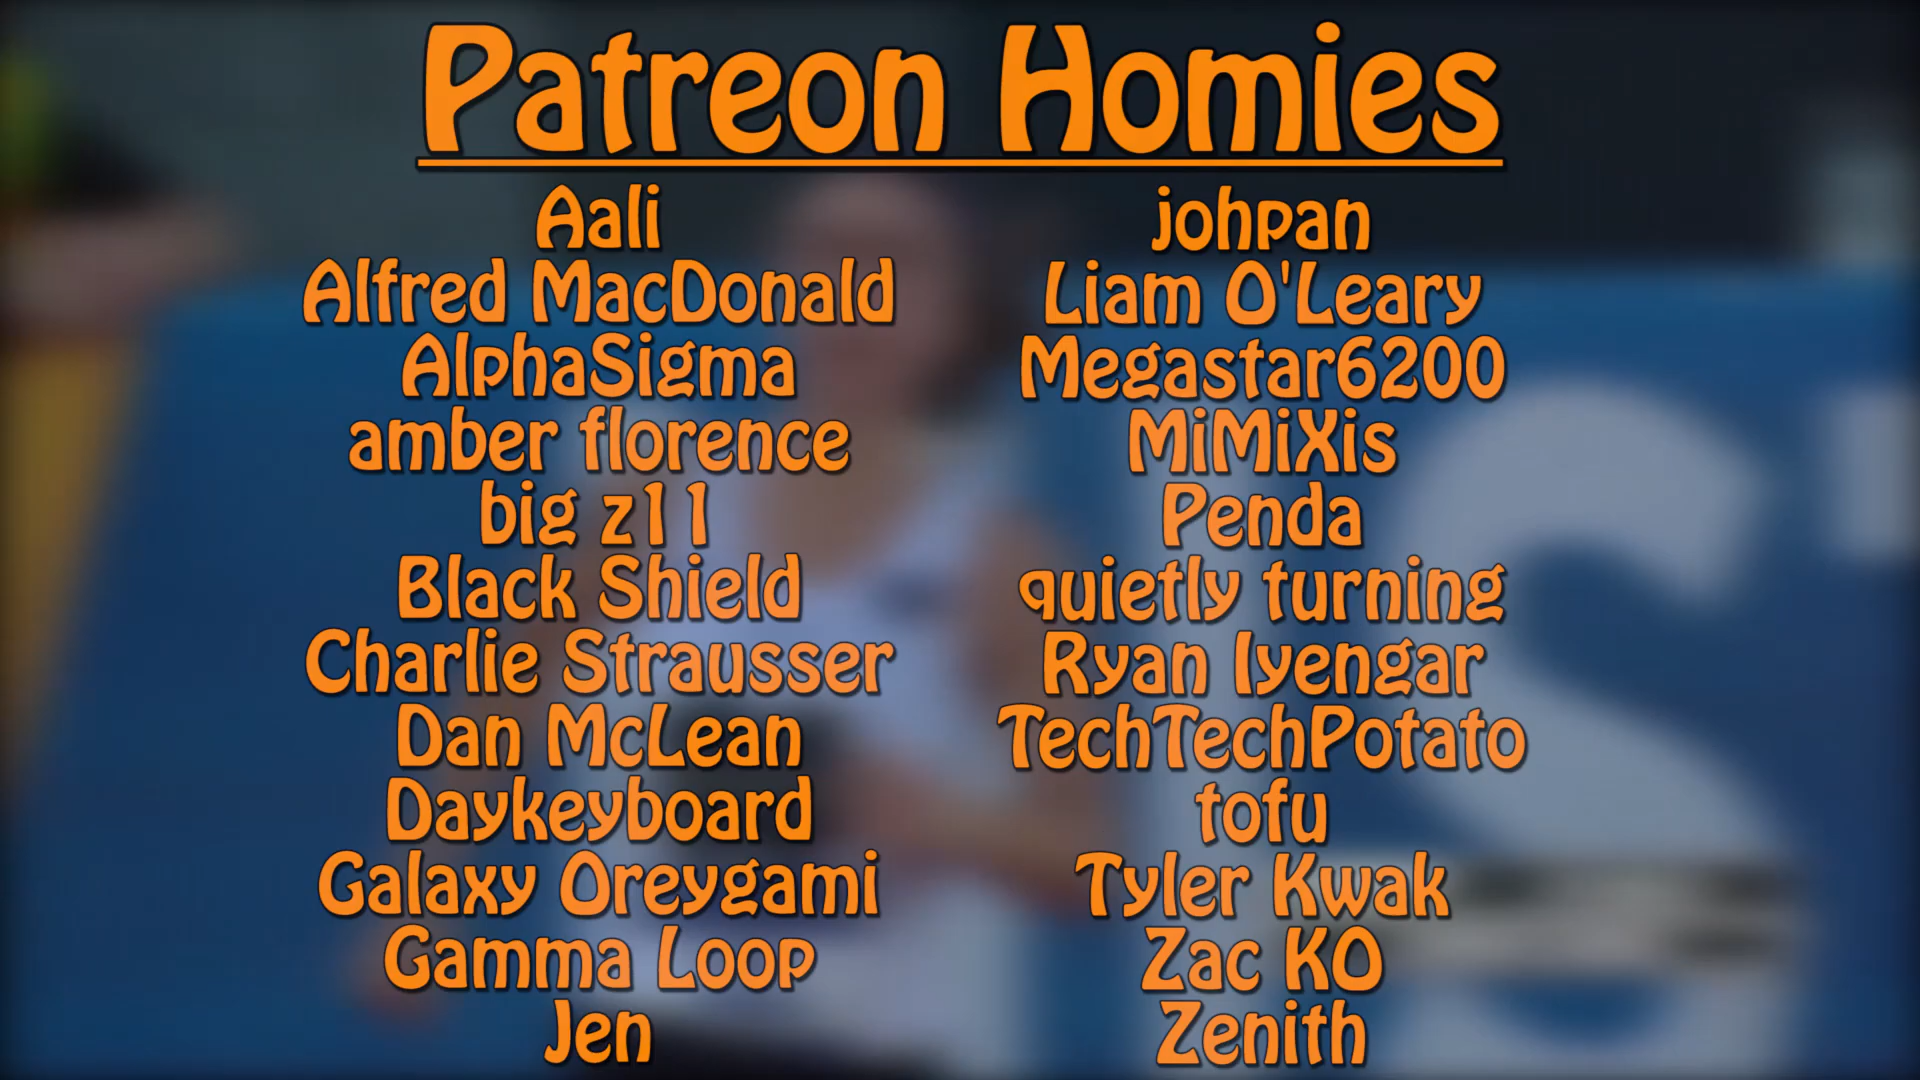 Patreon Homies
Aali
Alfred MacDonald
AlphaSigma
amber florence
big z11
Black Shield
Charlie Strausser
Dan McLean
Daykeyboard
Galaxy Oreygami
Gamma Loop
Jen
johpan
Liam O'Leary
Megastar6200
MiMiXis
Penda
quietly turning
Ryan Iyengar
TechTechPotato
tofu
Tyler Kwak
Zac KO
Zenith